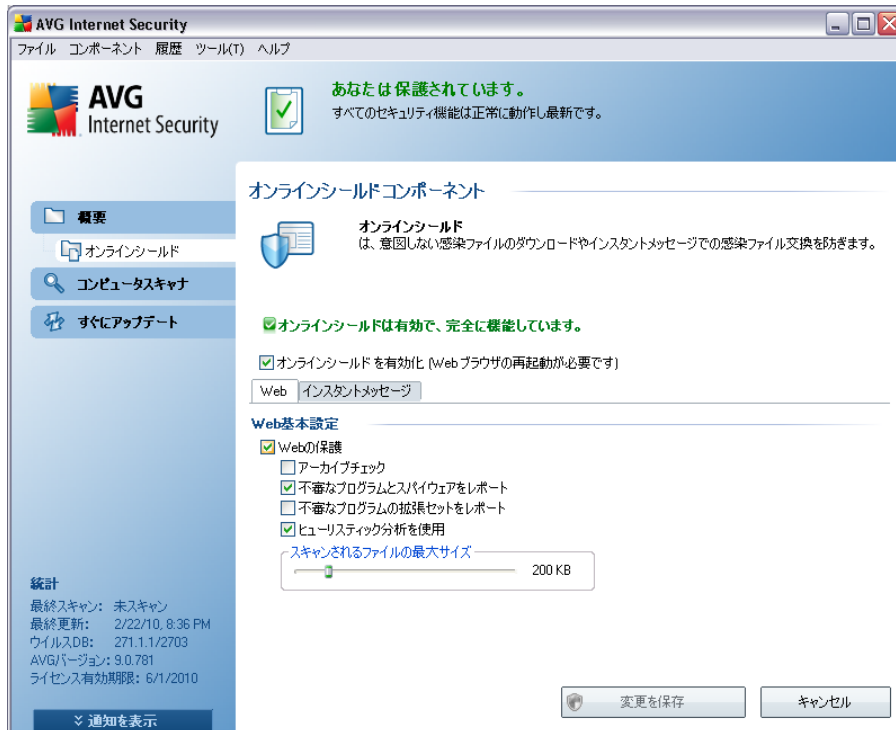 AVG Internet Security
ファイル コンポーネント 履歴 ツール(T) ヘルプ
AVG
Internet Security
あなたは保護されています。
すべてのセキュリティ機能は正常に動作し最新です。
概要
オンラインシールド
コンピュータスキャナ
すぐにアップデート
オンラインシールドコンポーネント
オンラインシールド
は、意図しない感染ファイルのダウンロードやインスタントメッセージでの感染ファイル交換を防ぎます。
オンラインシールドは有効で、完全に機能しています。
オンラインシールド を有効化 (Web ブラウザの再起動が必要です)
Web インスタントメッセージ
Web基本設定
Webの保護
アーカイブチェック
不審なプログラムとスパイウェアをレポート
不審なプログラムの拡張セットをレポート
ヒューリスティック分析を使用
スキャンされるファイルの最大サイズ
200 KB
統計
最終スキャン: 未スキャン
最終更新: 2/22/10, 8:36 PM
ウイルスDB: 271.1.1/2703
AVGバージョン: 9.0.781
ライセンス有効期限: 6/1/2010
通知を表示
変更を保存 キャンセル